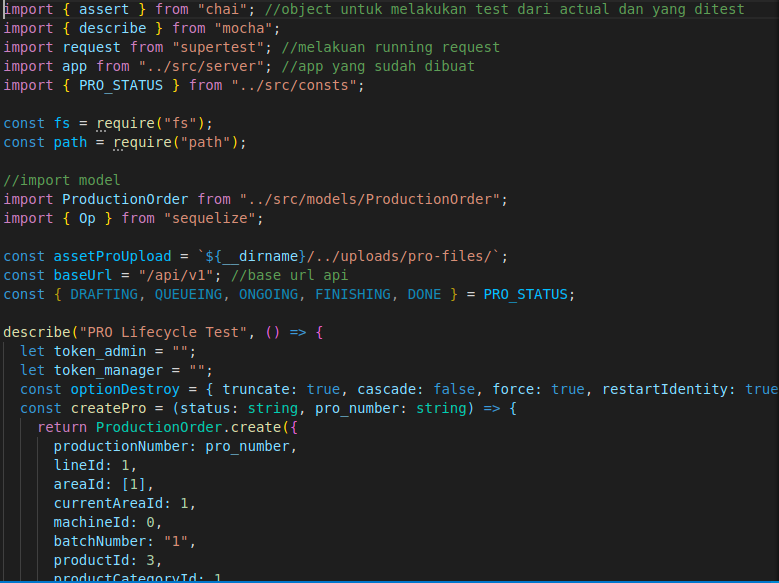 import { assert } from "chai"; //object untuk melakukan test dari actual dan yang ditest
import { describe } from "mocha";
import request from "supertest"; //melakuan running request
import app from "../src/server"; //app yang sudah dibuat
import { PRO_STATUS } from "../src/consts";

const fs = require("fs");
const path = require("path");

//import model
import ProductionOrder from "../src/models/ProductionOrder";
import { Op } from "sequelize";

const assetProUpload = `${__dirname}/../uploads/pro-files/`;
const baseUrl = "/api/v1"; //base url api
const { DRAFTING, QUEUEING, ONGOING, FINISHING, DONE } = PRO_STATUS;

describe("PRO Lifecycle Test", () => {
  let token_admin = "";
  let token_manager = "";
  const optionDestroy = { truncate: true, cascade: false, force: true, restartIdentity: true
  const createPro = (status: string, pro_number: string) => {
    return ProductionOrder.create({
      productionNumber: pro_number,
      lineId: 1,
      areaId: [1],
      currentAreaId: 1,
      machineId: 0,
      batchNumber: "1",
      productId: 3,
      productCategoryId: 1